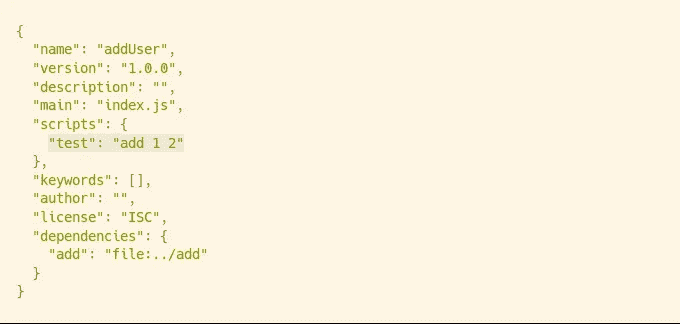 {
  "name": "addUser",
  "version": "1.0.0",
  "description": "",
  "main": "index.js",
  "scripts": {
    "test": "add 1 2"
  },
  "keywords": [],
  "author": "",
  "license": "ISC",
  "dependencies": {
    "add": "file:../add"
  }
}